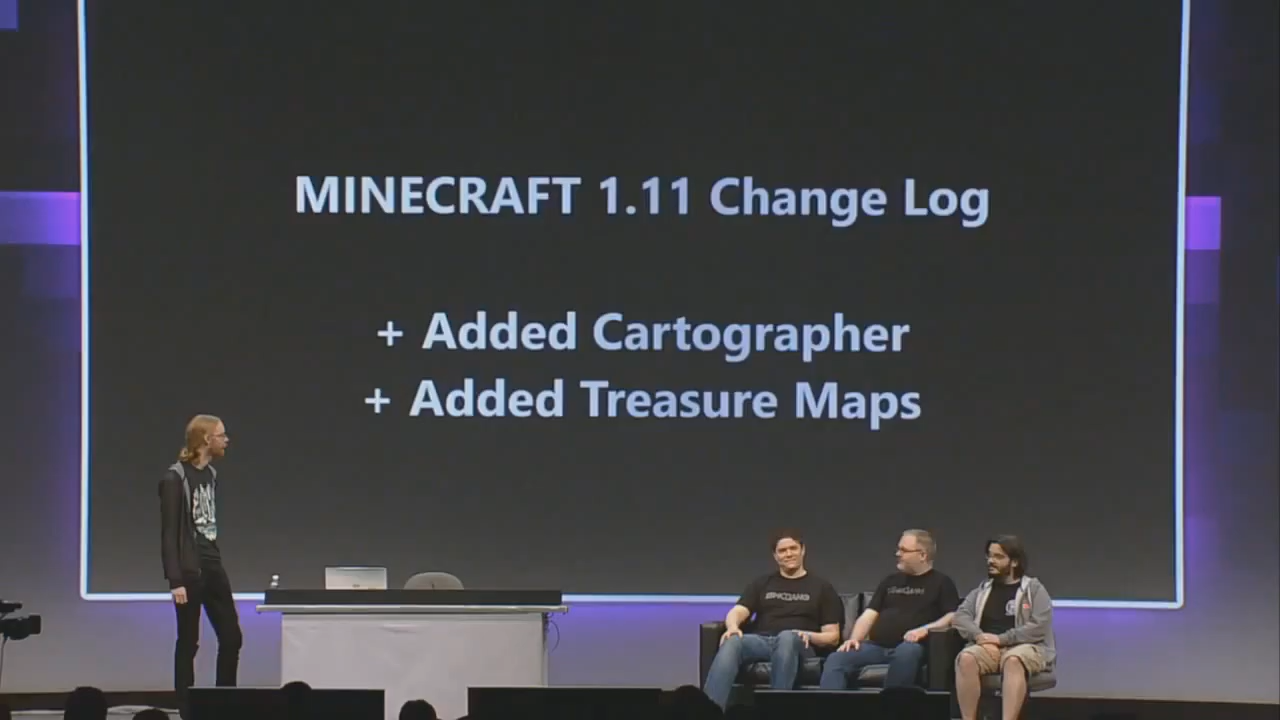 MINECRAFT 1.11 Change Log
+ Added Cartographer
+ Added Treasure Maps